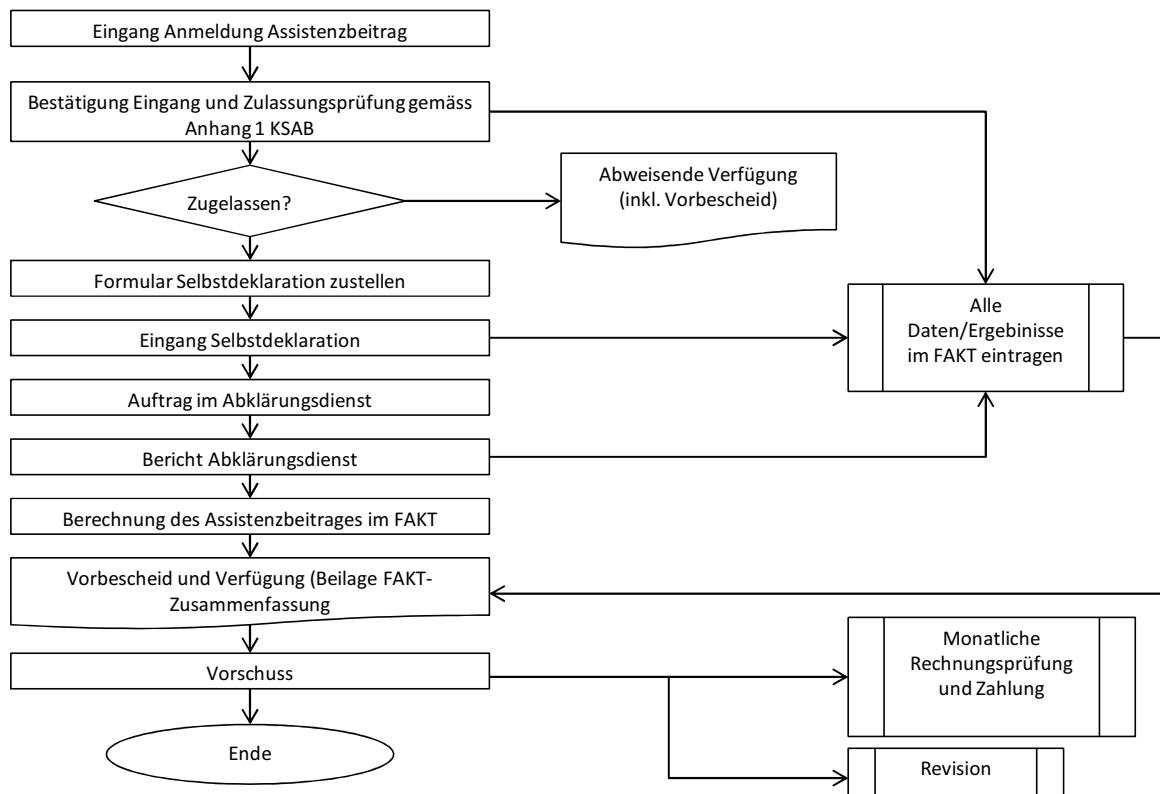 Eingang Anmeldung Assistenzbeitrag
Bestätigung Eingang und Zulassungsprüfung gemäss
Anhang 1 KSAB
Zugelassen?
Abweisende Verfügung
(inkl. Vorbescheid)
Formular Selbstdeklaration zustellen
Eingang Selbstdeklaration
Alle
Daten/Ergebinisse
im FAKT eintragen
Auftrag im Abklärungsdienst
Bericht Abklärungsdienst
Berechnung des Assistenzbeitrages im FAKT
Vorbescheid und Verfügung (Beilage FAKT-
Zusammenfassung
Vorschuss
Monatliche
Rechnungsprüfung
und Zahlung
Ende
Revision